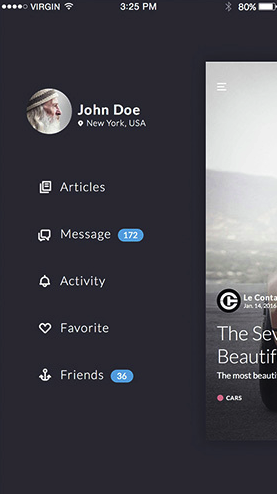 VIRGIN 3:25 PM 80%
John Doe
New York, USA
Articles
Message 172
Activity
Favorite
Friends 36
Le Conta
Jan. 14, 2016
The Sev
Beautif
The most beauti
CARS